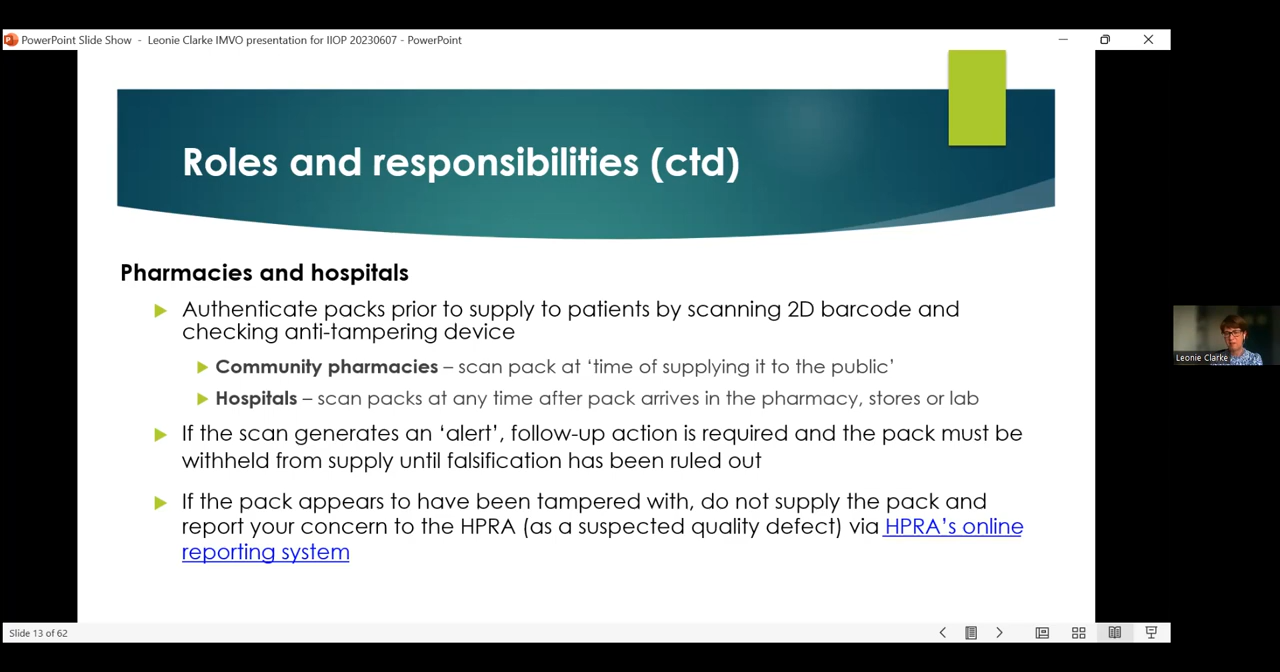 PowerPoint Slide Show - Leonie Clarke IMVO presentation for IIOP 20230607 - PowerPoint
Roles and responsibilities (ctd)
Pharmacies and hospitals
Authenticate packs prior to supply to patients by scanning 2D barcode and
checking anti-tampering device
Community pharmacies – scan pack at ‘time of supplying it to the public’
Hospitals – scan packs at any time after pack arrives in the pharmacy, stores or lab
If the scan generates an ‘alert’, follow-up action is required and the pack must be
withheld from supply until falsification has been ruled out
If the pack appears to have been tampered with, do not supply the pack and
report your concern to the HPRA (as a suspected quality defect) via HPRA’s online
reporting system
Leonie Clarke
Slide 13 of 62